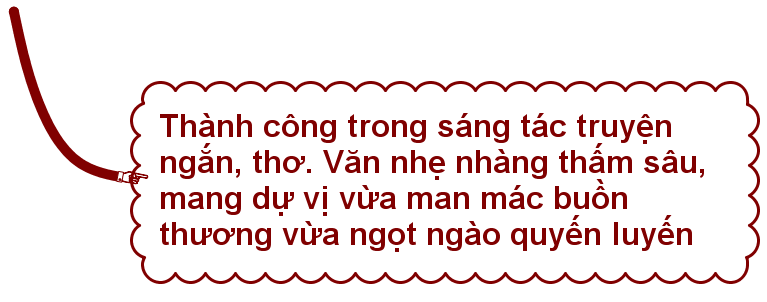 Thành công trong sáng tác truyện
ngắn, thơ. Văn nhẹ nhàng thấm sâu,
mang dự vị vừa man mác buồn
thương vừa ngọt ngào quyến luyến